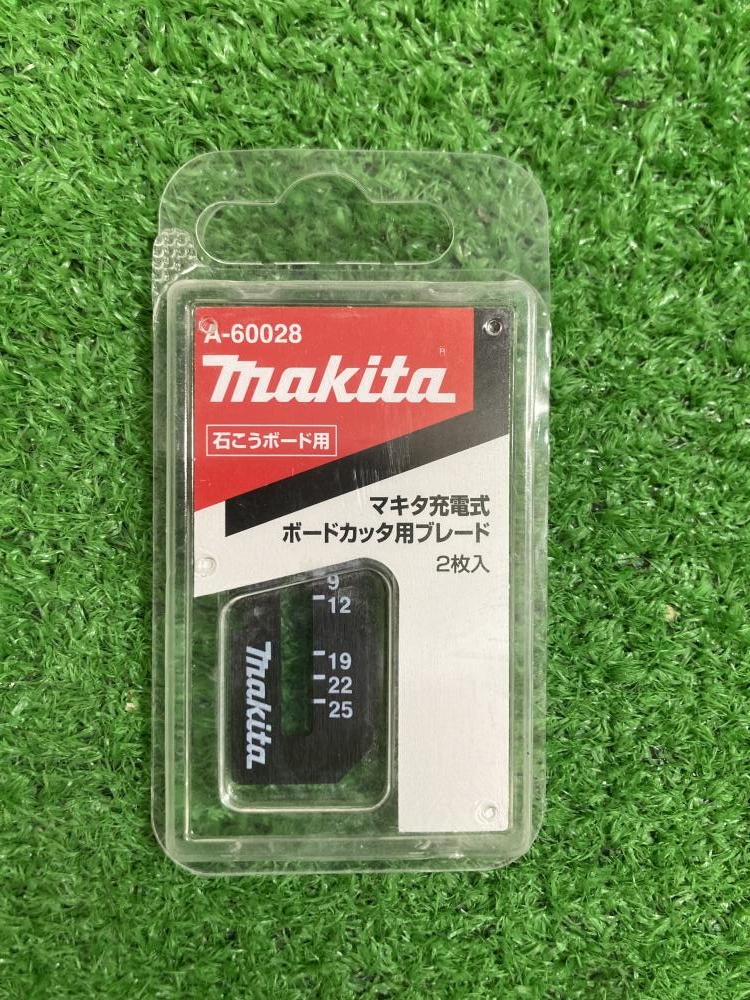 A-60028
makita®
石こうボード用
マキタ充電式
ボードカッタ用ブレード
2枚入
9
12
19
22
25
makita